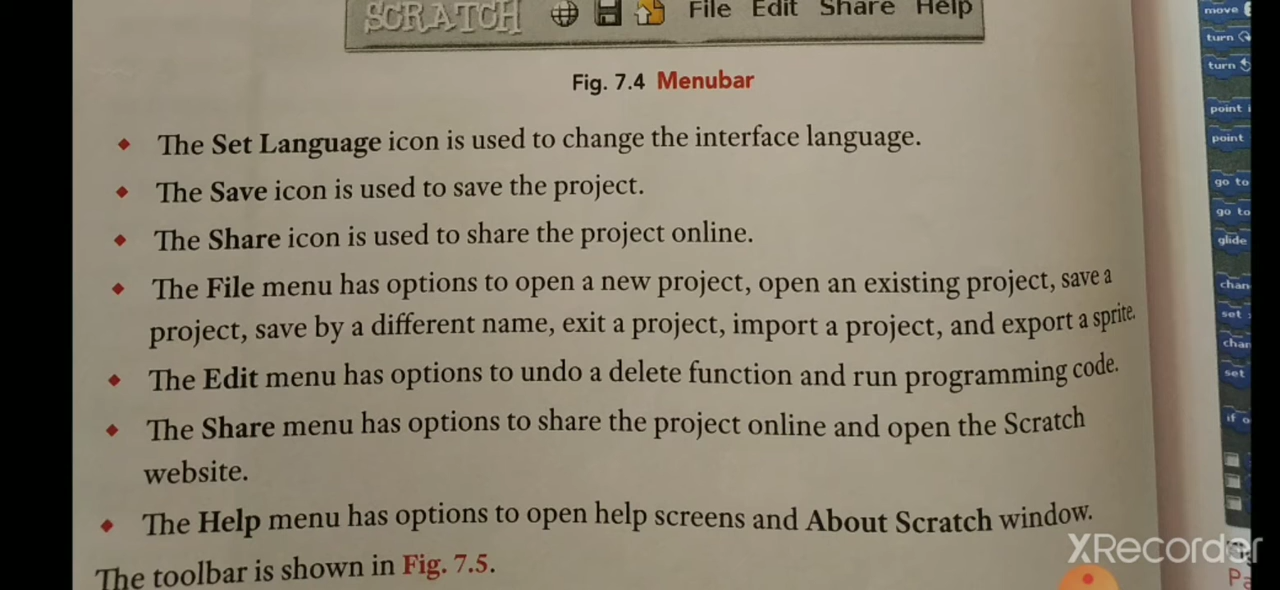 SCRATCH File Edit Share Help
Fig. 7.4 Menubar
The Set Language icon is used to change the interface language.
The Save icon is used to save the project.
The Share icon is used to share the project online.
The File menu has options to open a new project, open an existing project, save a
project, save by a different name, exit a project, import a project, and export a sprite.
The Edit menu has options to undo a delete function and run programming code.
The Share menu has options to share the project online and open the Scratch
website.
The Help menu has options to open help screens and About Scratch window.
The toolbar is shown in Fig. 7.5.
move
turn
turn
point
point
go to
go to
glide
set
set
if
XRecorder